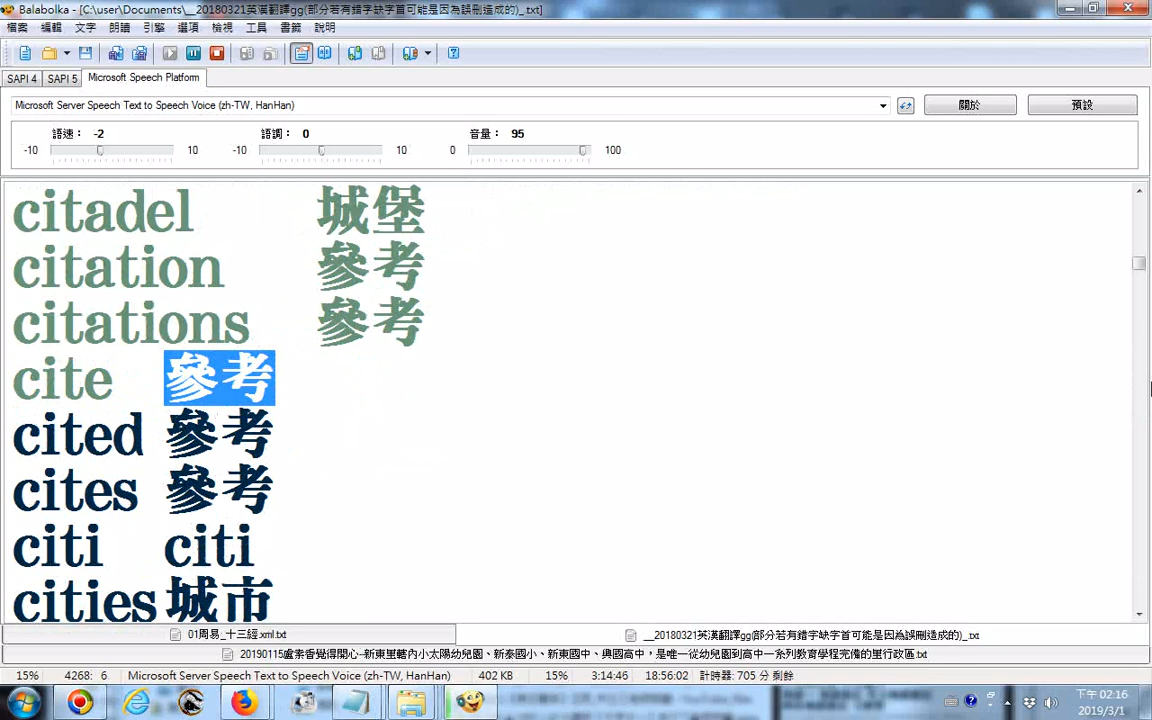 Balabolka - [C:\user\Documents\__20180321英漢翻譯gg(部分若有錯字缺字首可能是因為誤刪造成的)_.txt]
檔案 編輯 文字 朗讀 引擎 選項 檢視 工具 書籤 說明
SAPI 4 SAPI 5 Microsoft Speech Platform
Microsoft Server Speech Text to Speech Voice (zh-TW, HanHan) 關於 預設
語速： -2 語調： 0 音量： 95
-10 10 -10 10 0 100
citadel 城堡
citation 參考
citations 參考
cite 參考
cited 參考
cites 參考
citi citi
cities 城市
01周易_十三經.xml.txt __20180321英漢翻譯gg(部分若有錯字缺字首可能是因為誤刪造成的)_.txt
20190115盧素香覺得開心--新東里轄內小太陽幼兒園、新泰國小、新東國中、興國高中，是唯一從幼兒園到高中一系列教育學程完備的里行政區.txt
15% 4268: 6 Microsoft Server Speech Text to Speech Voice (zh-TW, HanHan) 402 KB 15% 3:14:46 18:56:02 計時器: 705 分 剩餘
下午 02:16
2019/3/1